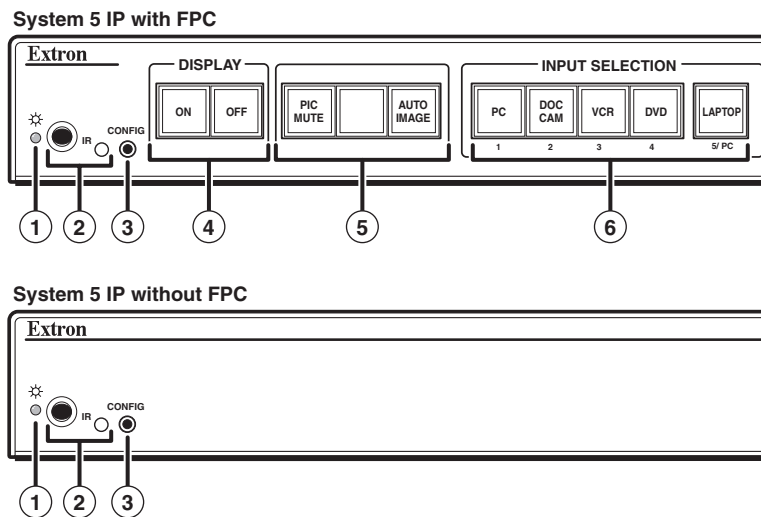 System 5 IP with FPC
Extron
DISPLAY
INPUT SELECTION
ON
OFF
PIC
MUTE
AUTO
IMAGE
PC
DOC
CAM
VCR
DVD
LAPTOP
IR
CONFIG
1
2
3
4
5/ PC
1
2
3
4
5
6
System 5 IP without FPC
Extron
IR
CONFIG
1
2
3